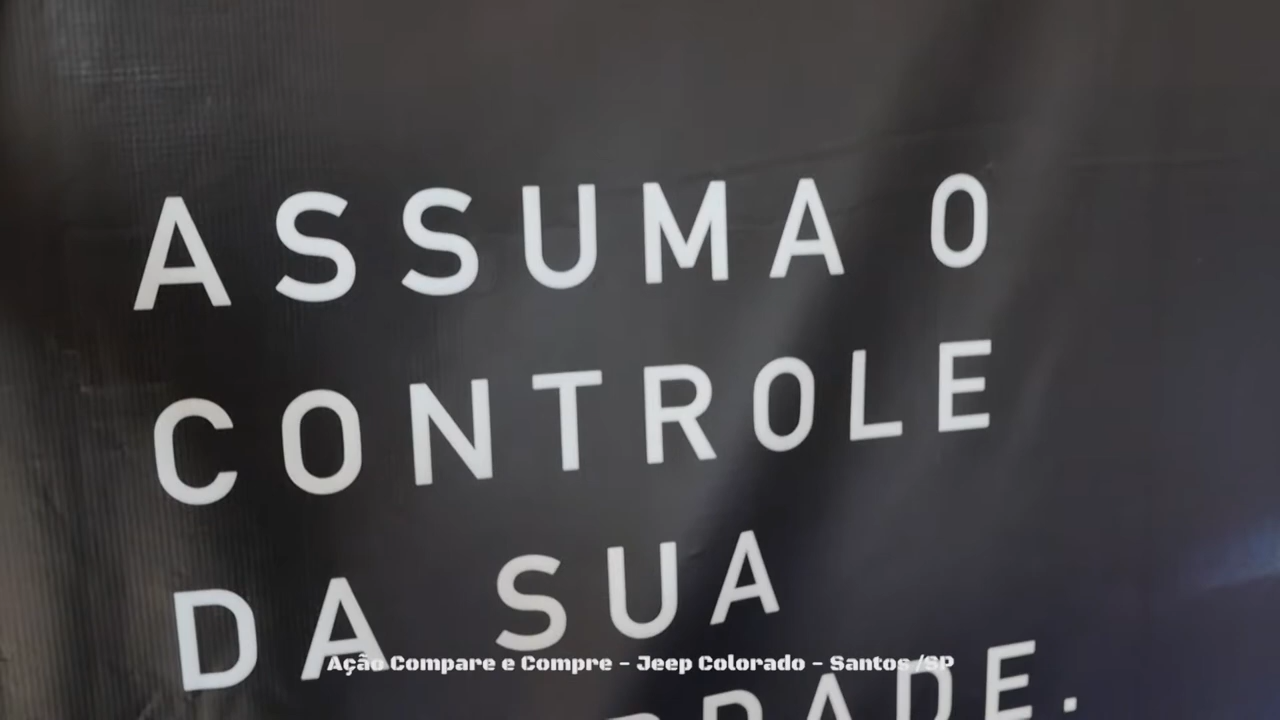 ASSUMA O
CONTROLE
DA SUA
Ação Compare e Compre - Jeep Colorado - Santos /SP